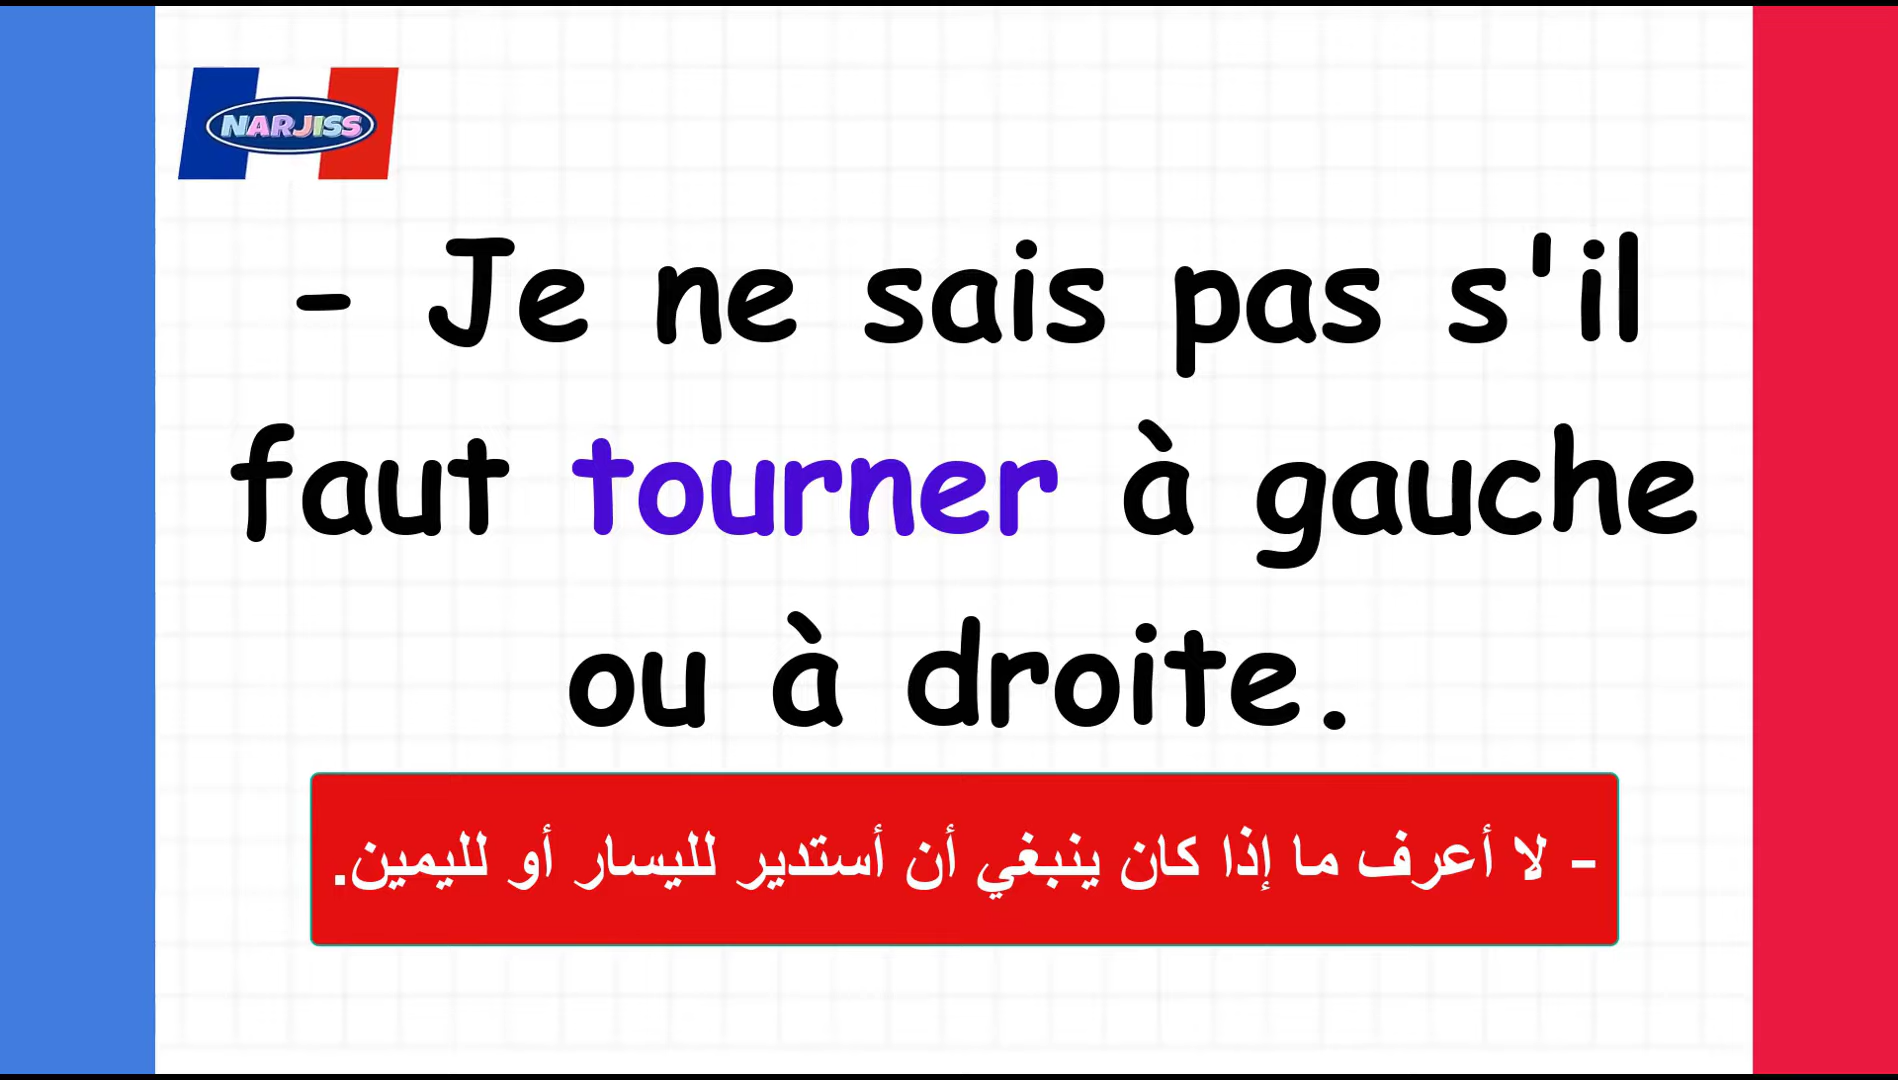 NARJISS
- Je ne sais pas s'il
faut tourner à gauche
ou à droite.
- لا أعرف ما إذا كان ينبغي أن أستدير لليسار أو لليمين.